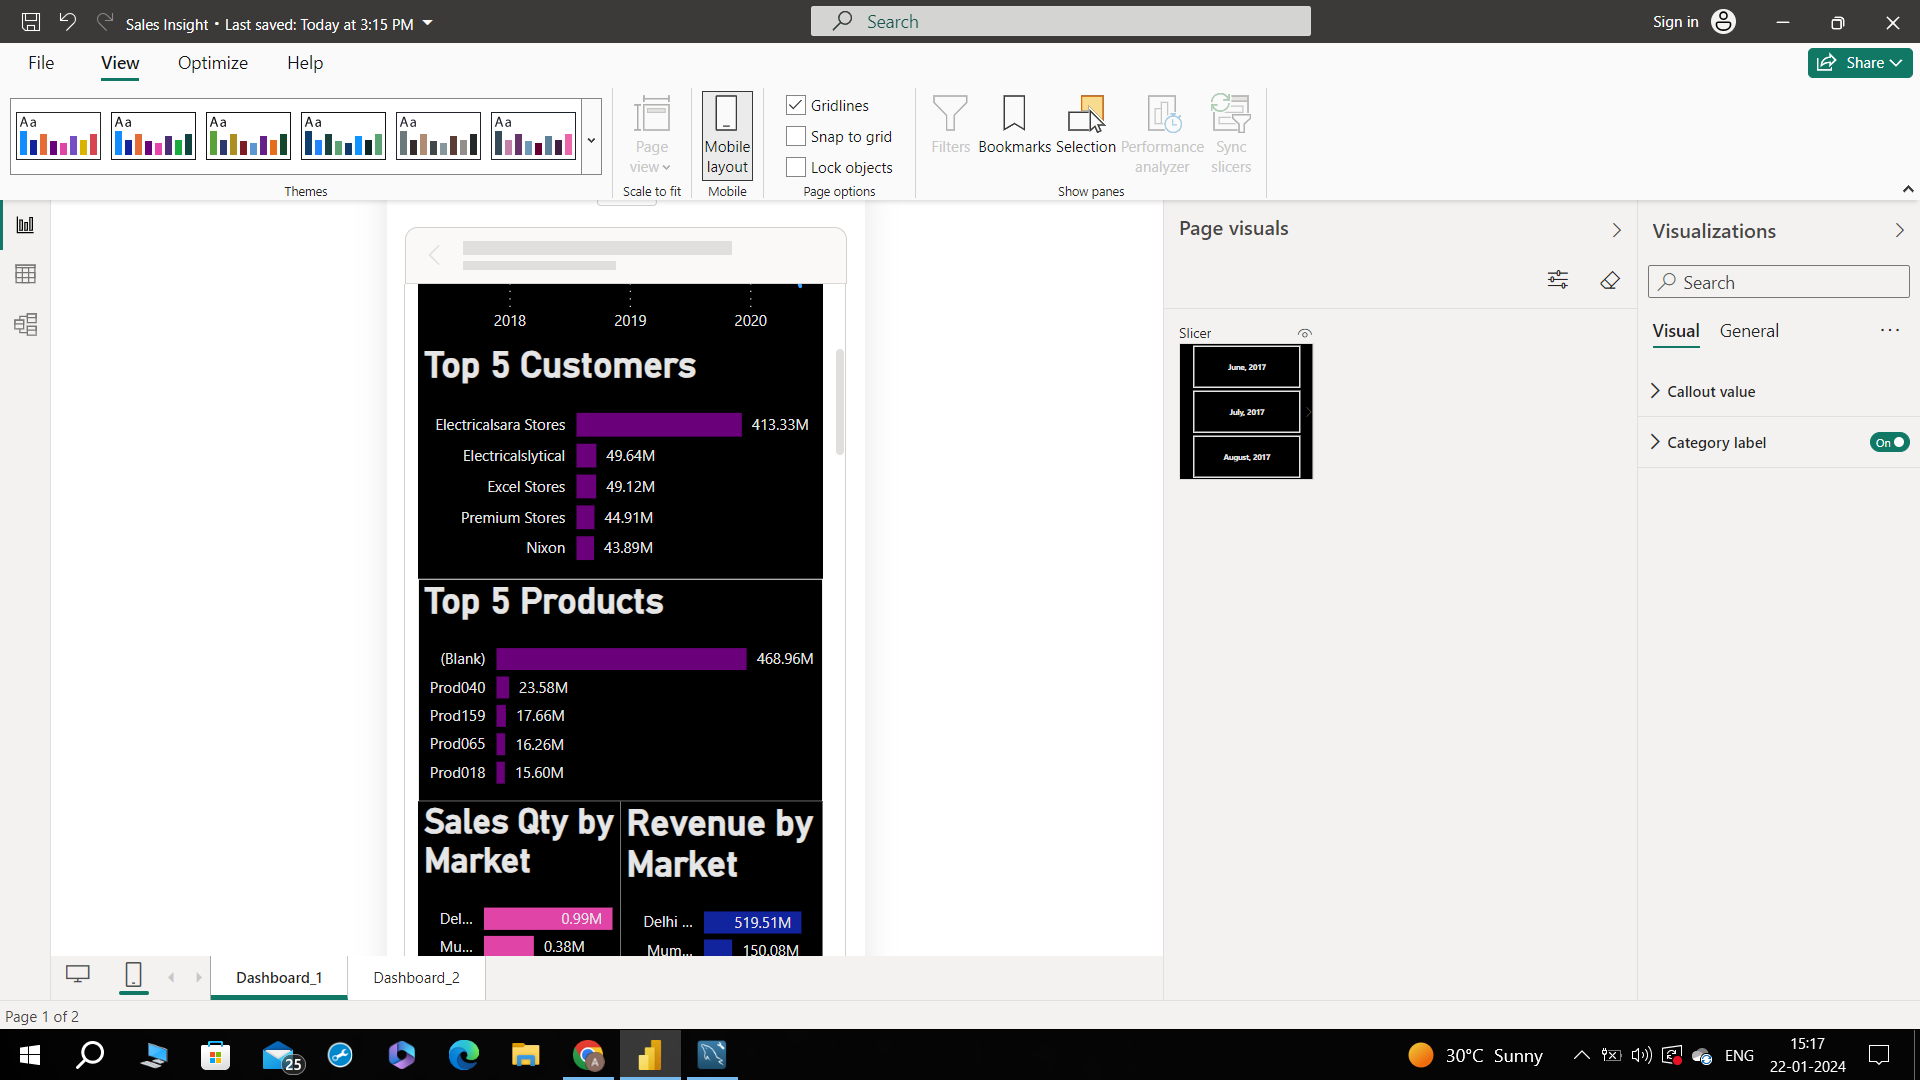 Sales Insight • Last saved: Today at 3:15 PM
Search
Sign in
File
View
Optimize
Help
Share
Aa Aa Aa Aa Aa Aa
Themes
Page view
Scale to fit
Mobile layout
Mobile
Gridlines
Snap to grid
Lock objects
Page options
Filters
Bookmarks
Selection
Performance analyzer
Sync slicers
Show panes
2018 2019 2020
Top 5 Customers
Electricalsara Stores 413.33M
Electricalslytical 49.64M
Excel Stores 49.12M
Premium Stores 44.91M
Nixon 43.89M
Top 5 Products
(Blank) 468.96M
Prod040 23.58M
Prod159 17.66M
Prod065 16.26M
Prod018 15.60M
Sales Qty by
Market
Del... 0.99M
Mu... 0.38M
Revenue by
Market
Delhi ... 519.51M
Mum... 150.08M
Page visuals
Slicer
June, 2017
July, 2017
August, 2017
Visualizations
Search
Visual General ...
Callout value
Category label On
Dashboard_1
Dashboard_2
Page 1 of 2
25
A
30°C Sunny
ENG
15:17
22-01-2024